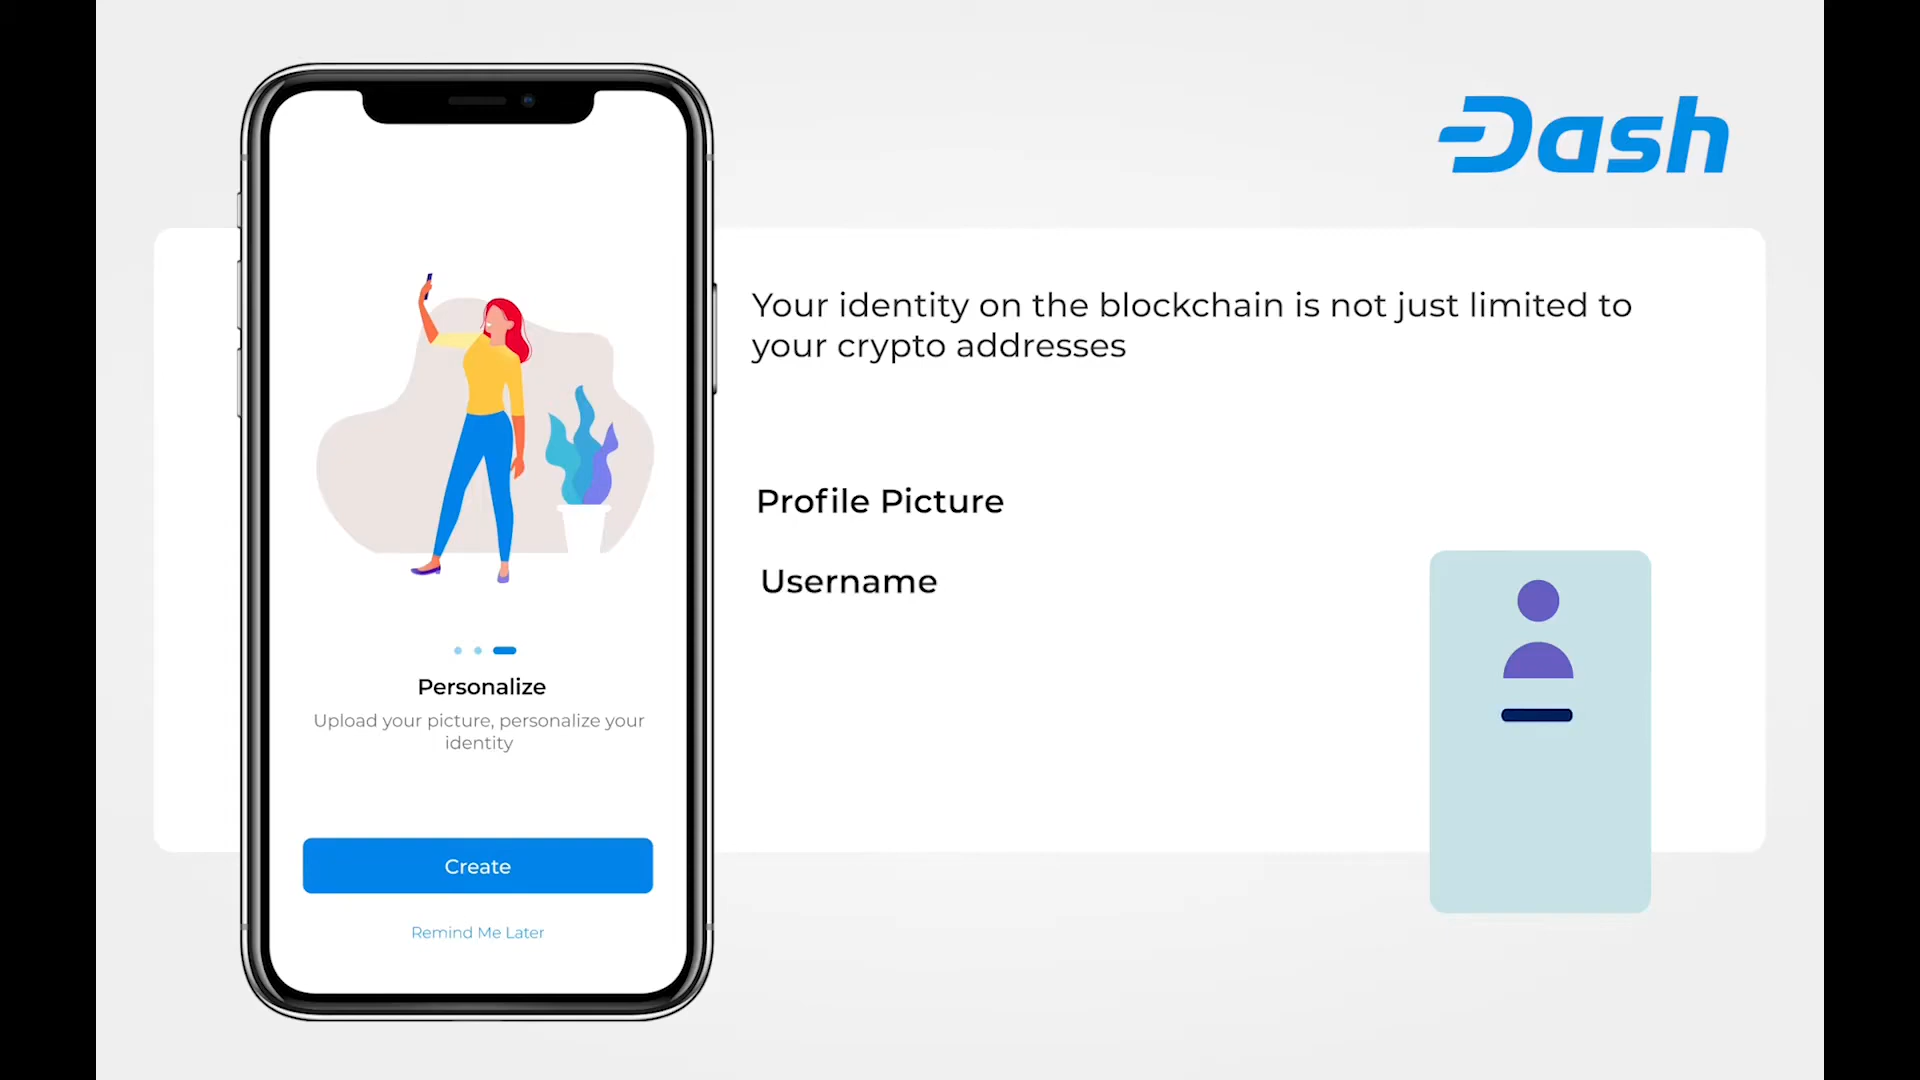 Dash
Your identity on the blockchain is not just limited to
your crypto addresses
Profile Picture
Username
Personalize
Upload your picture, personalize your
identity
Create
Remind Me Later